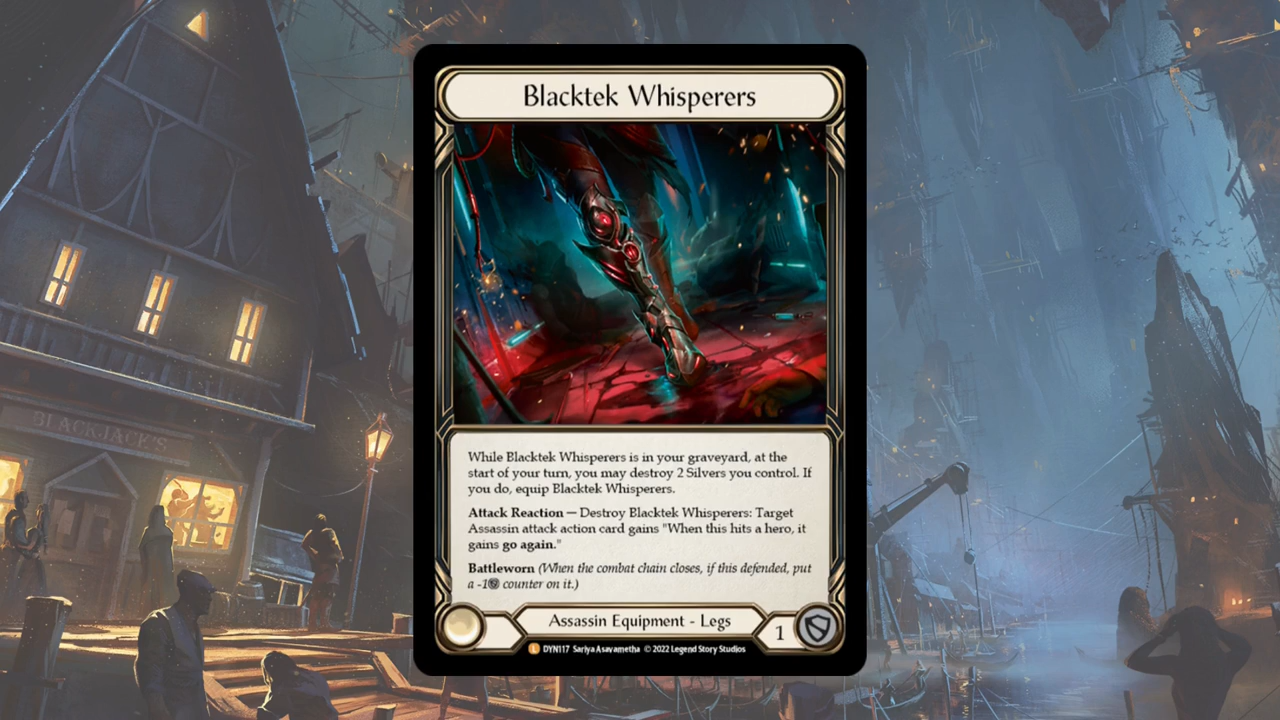 Blacktek Whisperers
BLACKJACK'S
While Blacktek Whisperers is in your graveyard, at the
start of your turn, you may destroy 2 Silvers you control. If
you do, equip Blacktek Whisperers.
Attack Reaction — Destroy Blacktek Whisperers: Target
Assassin attack action card gains "When this hits a hero, it
gains go again."
Battleworn (When the combat chain closes, if this defended, put
a -1 counter on it.)
Assassin Equipment - Legs
1
L DYN117 Sariya Asavametha © 2022 Legend Story Studios